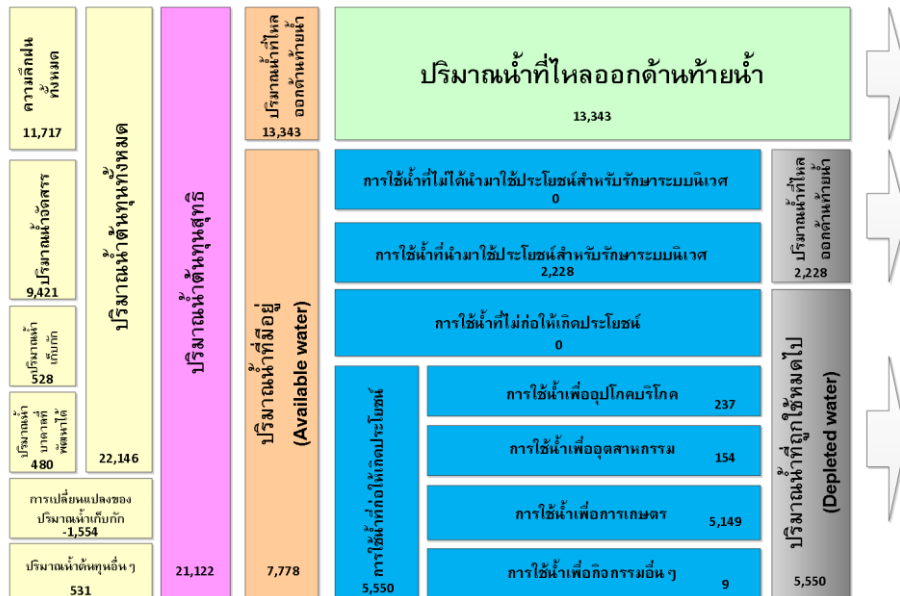 ความลึกฝน
ทั้งหมด
11,717
ปริมาณน้ำจัดสรร
9,421
ปริมาณน้ำ
เก็บกัก
528
ปริมาณน้ำ
บาดาลที่
พัฒนาได้
480
ปริมาณน้ำต้นทุนทั้งหมด
22,146
การเปลี่ยนแปลงของ
ปริมาณน้ำเก็บกัก
-1,554
ปริมาณน้ำต้นทุนอื่น ๆ
531
ปริมาณน้ำต้นทุนสุทธิ
21,122
ปริมาณน้ำที่ไหล
ออกด้านท้ายน้ำ
13,343
ปริมาณน้ำที่มีอยู่
(Available water)
7,778
ปริมาณน้ำที่ไหลออกด้านท้ายน้ำ
13,343
การใช้น้ำที่ไม่ได้นำมาใช้ประโยชน์สำหรับรักษาระบบนิเวศ
0
การใช้น้ำที่นำมาใช้ประโยชน์สำหรับรักษาระบบนิเวศ
2,228
การใช้น้ำที่ไม่ก่อให้เกิดประโยชน์
0
การใช้น้ำที่ก่อให้เกิดประโยชน์
5,550
การใช้น้ำเพื่ออุปโภคบริโภค
237
การใช้น้ำเพื่ออุตสาหกรรม
154
การใช้น้ำเพื่อการเกษตร
5,149
การใช้น้ำเพื่อกิจกรรมอื่น ๆ
9
ปริมาณน้ำที่ไหล
ออกด้านท้ายน้ำ
2,228
ปริมาณน้ำที่ถูกใช้หมดไป
(Depleted water)
5,550